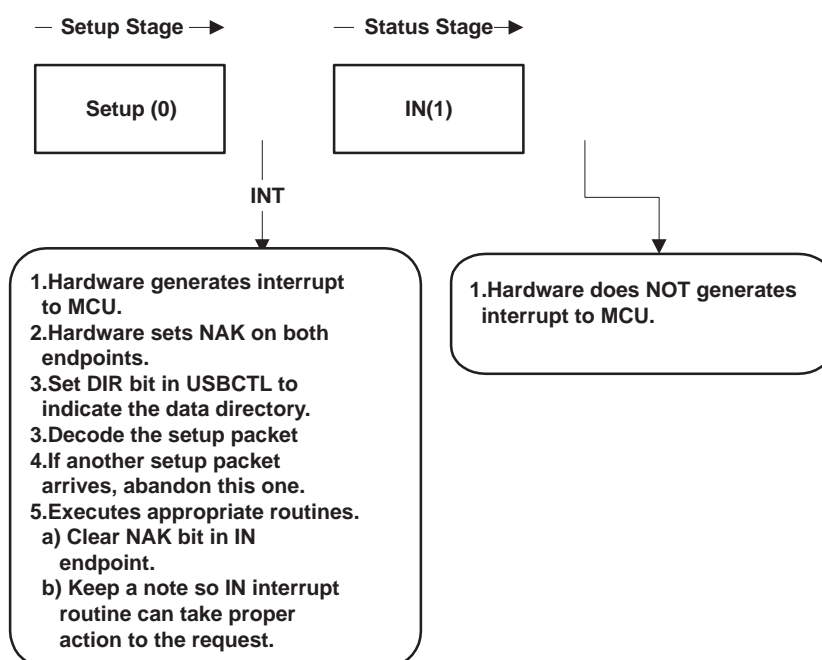 Setup Stage
Status Stage
Setup (0)
IN(1)
INT
1.Hardware generates interrupt
to MCU.
2.Hardware sets NAK on both
endpoints.
3.Set DIR bit in USBCTL to
indicate the data directory.
3.Decode the setup packet
4.If another setup packet
arrives, abandon this one.
5.Executes appropriate routines.
a) Clear NAK bit in IN
endpoint.
b) Keep a note so IN interrupt
routine can take proper
action to the request.
1.Hardware does NOT generates
interrupt to MCU.